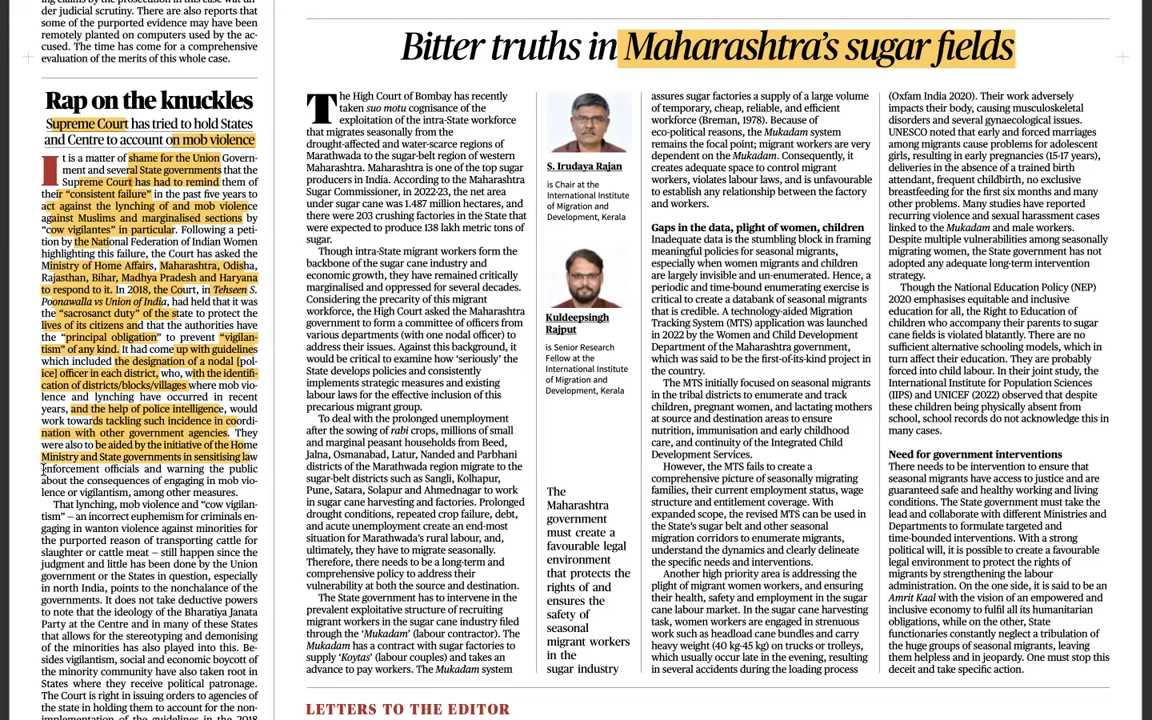 ing claims by the prosecution in this case will un-
der judicial scrutiny. There are also reports that
some of the purported evidence may have been
remotely planted on computers used by the ac-
cused. The time has come for a comprehensive
evaluation of the merits of this whole case.
Rap on the knuckles
Supreme Court has tried to hold States
and Centre to account on mob violence
It is a matter of shame for the Union Govern-
ment and several State governments that the
Supreme Court has had to remind them of
their “consistent failure” in the past five years to
act against the lynching of and mob violence
against Muslims and marginalised sections by
“cow vigilantes” in particular. Following a peti-
tion by the National Federation of Indian Women
highlighting this failure, the Court has asked the
Ministry of Home Affairs, Maharashtra, Odisha,
Rajasthan, Bihar, Madhya Pradesh and Haryana
to respond to it. In 2018, the Court, in Tehseen S.
Poonawalla vs Union of India, had held that it was
the “sacrosanct duty” of the state to protect the
lives of its citizens and that the authorities have
the “principal obligation” to prevent “vigilan-
tism” of any kind. It had come up with guidelines
which included the designation of a nodal [pol-
ice] officer in each district, who, with the identifi-
cation of districts/blocks/villages where mob vio-
lence and lynching have occurred in recent
years, and the help of police intelligence, would
work towards tackling such incidence in coordi-
nation with other government agencies. They
were also to be aided by the initiative of the Home
Ministry and State governments in sensitising law
enforcement officials and warning the public
about the consequences of engaging in mob vio-
lence or vigilantism, among other measures.
That lynching, mob violence and “cow vigilan-
tism” – an incorrect euphemism for criminals en-
gaging in wanton violence against minorities for
the purported reason of transporting cattle for
slaughter or cattle meat – still happen since the
judgment and little has been done by the Union
government or the States in question, especially
in north India, points to the nonchalance of the
governments. It does not take deductive powers
to note that the ideology of the Bharatiya Janata
Party at the Centre and in many of these States
that allows for the stereotyping and demonising
of the minorities has also played into this. Be-
sides vigilantism, social and economic boycott of
the minority community have also taken root in
States where they receive political patronage.
The Court is right in issuing orders to agencies of
the state in holding them to account for the non-
implementation of the guidelines in the 2018
Bitter truths in Maharashtra’s sugar fields
The High Court of Bombay has recently
taken suo motu cognisance of the
exploitation of the intra-State workforce
that migrates seasonally from the
drought-affected and water-scarce regions of
Marathwada to the sugar-belt region of western
Maharashtra. Maharashtra is one of the top sugar
producers in India. According to the Maharashtra
Sugar Commissioner, in 2022-23, the net area
under sugar cane was 1.487 million hectares, and
there were 203 crushing factories in the State that
were expected to produce 138 lakh metric tons of
sugar.
Though intra-State migrant workers form the
backbone of the sugar cane industry and
economic growth, they have remained critically
marginalised and oppressed for several decades.
Considering the precarity of this migrant
workforce, the High Court asked the Maharashtra
government to form a committee of officers from
various departments (with one nodal officer) to
address their issues. Against this background, it
would be critical to examine how ‘seriously’ the
State develops policies and consistently
implements strategic measures and existing
labour laws for the effective inclusion of this
precarious migrant group.
To deal with the prolonged unemployment
after the sowing of rabi crops, millions of small
and marginal peasant households from Beed,
Jalna, Osmanabad, Latur, Nanded and Parbhani
districts of the Marathwada region migrate to the
sugar-belt districts such as Sangli, Kolhapur,
Pune, Satara, Solapur and Ahmednagar to work
in sugar cane harvesting and factories. Prolonged
drought conditions, repeated crop failure, debt,
and acute unemployment create an end-most
situation for Marathwada’s rural labour, and,
ultimately, they have to migrate seasonally.
Therefore, there needs to be a long-term and
comprehensive policy to address their
vulnerability at both the source and destination.
The State government has to intervene in the
prevalent exploitative structure of recruiting
migrant workers in the sugar cane industry filled
through the ‘Mukadam’ (labour contractor). The
Mukadam has a contract with sugar factories to
supply ‘Koytas’ (labour couples) and takes an
advance to pay workers. The Mukadam system
S. Irudaya Rajan
is Chair at the
International Institute
of Migration and
Development, Kerala
Kuldeepsingh
Rajput
is Senior Research
Fellow at the
International Institute
of Migration and
Development, Kerala
The
Maharashtra
government
must create a
favourable legal
environment
that protects the
rights of and
ensures the
safety of
seasonal
migrant workers
in the
sugar industry
assures sugar factories a supply of a large volume
of temporary, cheap, reliable, and efficient
workforce (Breman, 1978). Because of
eco-political reasons, the Mukadam system
remains the focal point; migrant workers are very
dependent on the Mukadam. Consequently, it
creates adequate space to control migrant
workers, violates labour laws, and is unfavourable
to establish any relationship between the factory
and workers.
Gaps in the data, plight of women, children
Inadequate data is the stumbling block in framing
meaningful policies for seasonal migrants,
especially when women migrants and children
are largely invisible and un-enumerated. Hence, a
periodic and time-bound enumerating exercise is
critical to create a databank of seasonal migrants
that is credible. A technology-aided Migration
Tracking System (MTS) application was launched
in 2022 by the Women and Child Development
Department of the Maharashtra government,
which was said to be the first-of-its-kind project in
the country.
The MTS initially focused on seasonal migrants
in the tribal districts to enumerate and track
children, pregnant women, and lactating mothers
at source and destination areas to ensure
nutrition, immunisation and early childhood
care, and continuity of the Integrated Child
Development Services.
However, the MTS fails to create a
comprehensive picture of seasonally migrating
families, their current employment status, wage
structure and entitlement coverage. With
expanded scope, the revised MTS can be used in
the State’s sugar belt and other seasonal
migration corridors to enumerate migrants,
understand the dynamics and clearly delineate
the specific needs and interventions.
Another high priority area is addressing the
plight of migrant women workers, and ensuring
their health, safety and employment in the sugar
cane labour market. In the sugar cane harvesting
task, women workers are engaged in strenuous
work such as headload cane bundles and carry
heavy weight (40 kg-45 kg) on trucks or trolleys,
which usually occur late in the evening, resulting
in several accidents during the loading process
(Oxfam India 2020). Their work adversely
impacts their body, causing musculoskeletal
disorders and several gynaecological issues.
UNESCO noted that early and forced marriages
among migrants cause problems for adolescent
girls, resulting in early pregnancies (15-17 years),
deliveries in the absence of a trained birth
attendant, frequent childbirth, no exclusive
breastfeeding for the first six months and many
other problems. Many studies have reported
recurring violence and sexual harassment cases
linked to the Mukadam and male workers.
Despite multiple vulnerabilities among seasonally
migrating women, the State government has not
adopted any adequate long-term intervention
strategy.
Though the National Education Policy (NEP)
2020 emphasises equitable and inclusive
education for all, the Right to Education of
children who accompany their parents to sugar
cane fields is violated blatantly. There are no
sufficient alternative schooling models, which in
turn affect their education. They are probably
forced into child labour. In their joint study, the
International Institute for Population Sciences
(IIPS) and UNICEF (2022) observed that despite
these children being physically absent from
school, school records do not acknowledge this in
many cases.
Need for government interventions
There needs to be intervention to ensure that
seasonal migrants have access to justice and are
guaranteed safe and healthy working and living
conditions. The State government must take the
lead and collaborate with different Ministries and
Departments to formulate targeted and
time-bounded interventions. With a strong
political will, it is possible to create a favourable
legal environment to protect the rights of
migrants by strengthening the labour
administration. On the one side, it is said to be an
Amrit Kaal with the vision of an empowered and
inclusive economy to fulfil all its humanitarian
obligations, while on the other, State
functionaries constantly neglect a tribulation of
the huge groups of seasonal migrants, leaving
them helpless and in jeopardy. One must stop this
deceit and take specific action.
LETTERS TO THE EDITOR